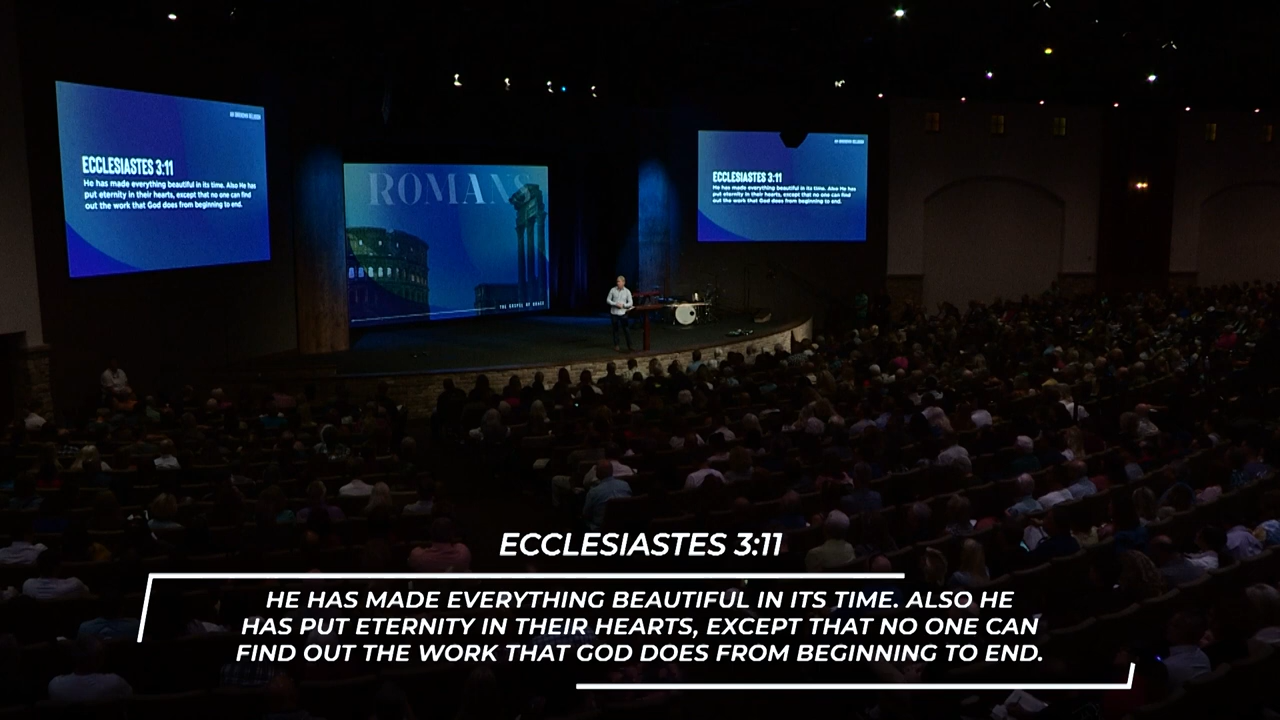 ECCLESIASTES 3:11
He has made everything beautiful in its time. Also He has
put eternity in their hearts, except that no one can find
out the work that God does from beginning to end.
ROMANS
THE GOSPEL OF GRACE
ECCLESIASTES 3:11
He has made everything beautiful in its time. Also He has
put eternity in their hearts, except that no one can find
out the work that God does from beginning to end.
ECCLESIASTES 3:11
HE HAS MADE EVERYTHING BEAUTIFUL IN ITS TIME. ALSO HE
HAS PUT ETERNITY IN THEIR HEARTS, EXCEPT THAT NO ONE CAN
FIND OUT THE WORK THAT GOD DOES FROM BEGINNING TO END.